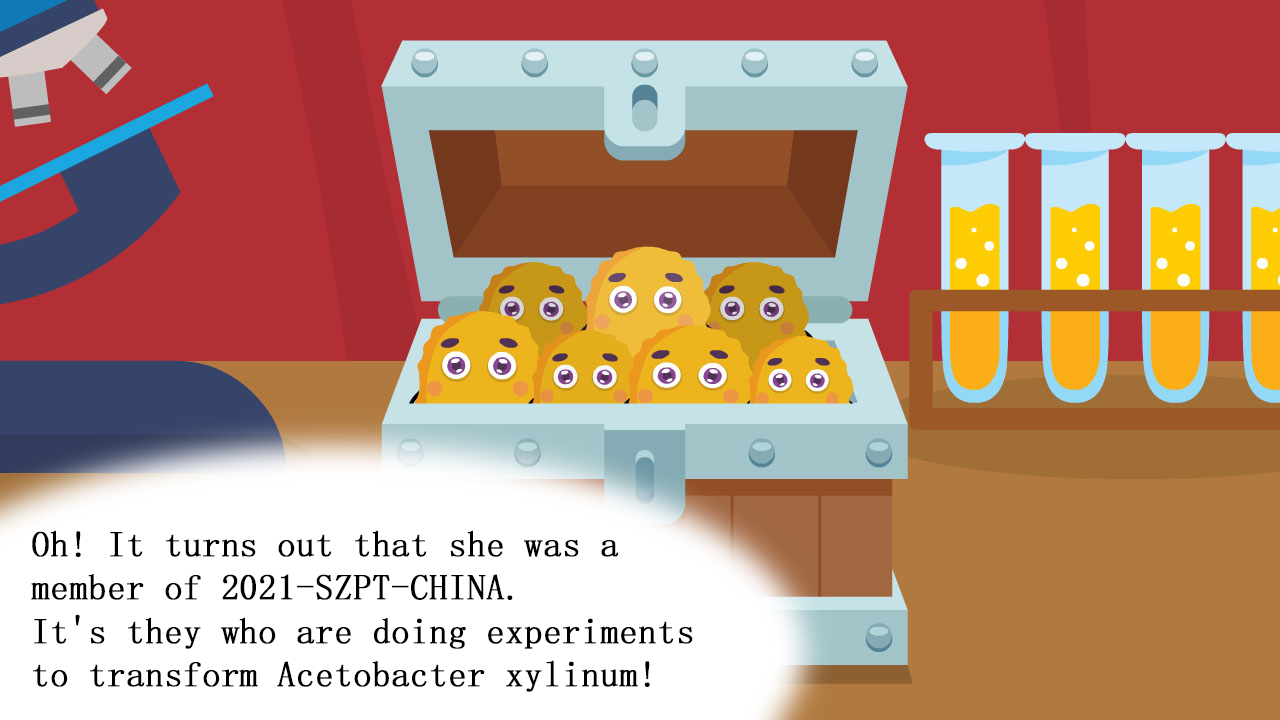 Oh! It turns out that she was a
member of 2021-SZPT-CHINA.
It's they who are doing experiments
to transform Acetobacter xylinum!